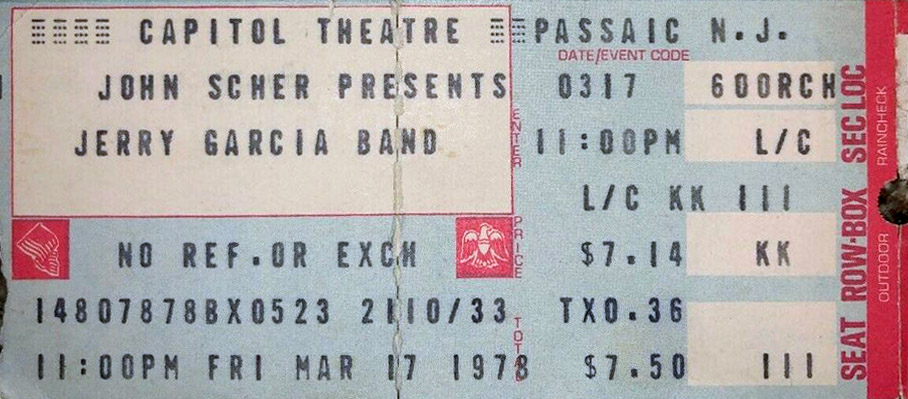 CAPITOL THEATRE PASSAIC N.J.
DATE/EVENT CODE
JOHN SCHER PRESENTS 0317 600RCH
JERRY GARCIA BAND 11:00PM L/C
ENTER
L/C KK 111
PRICE
NO REF.OR EXCH $7.14 KK
14807878BX0523 2110/33 TX0.36
TOTAL
11:00PM FRI MAR 17 1978 $7.50 111
SEAT ROW-BOX SEC LOC
OUTDOOR RAINCHECK